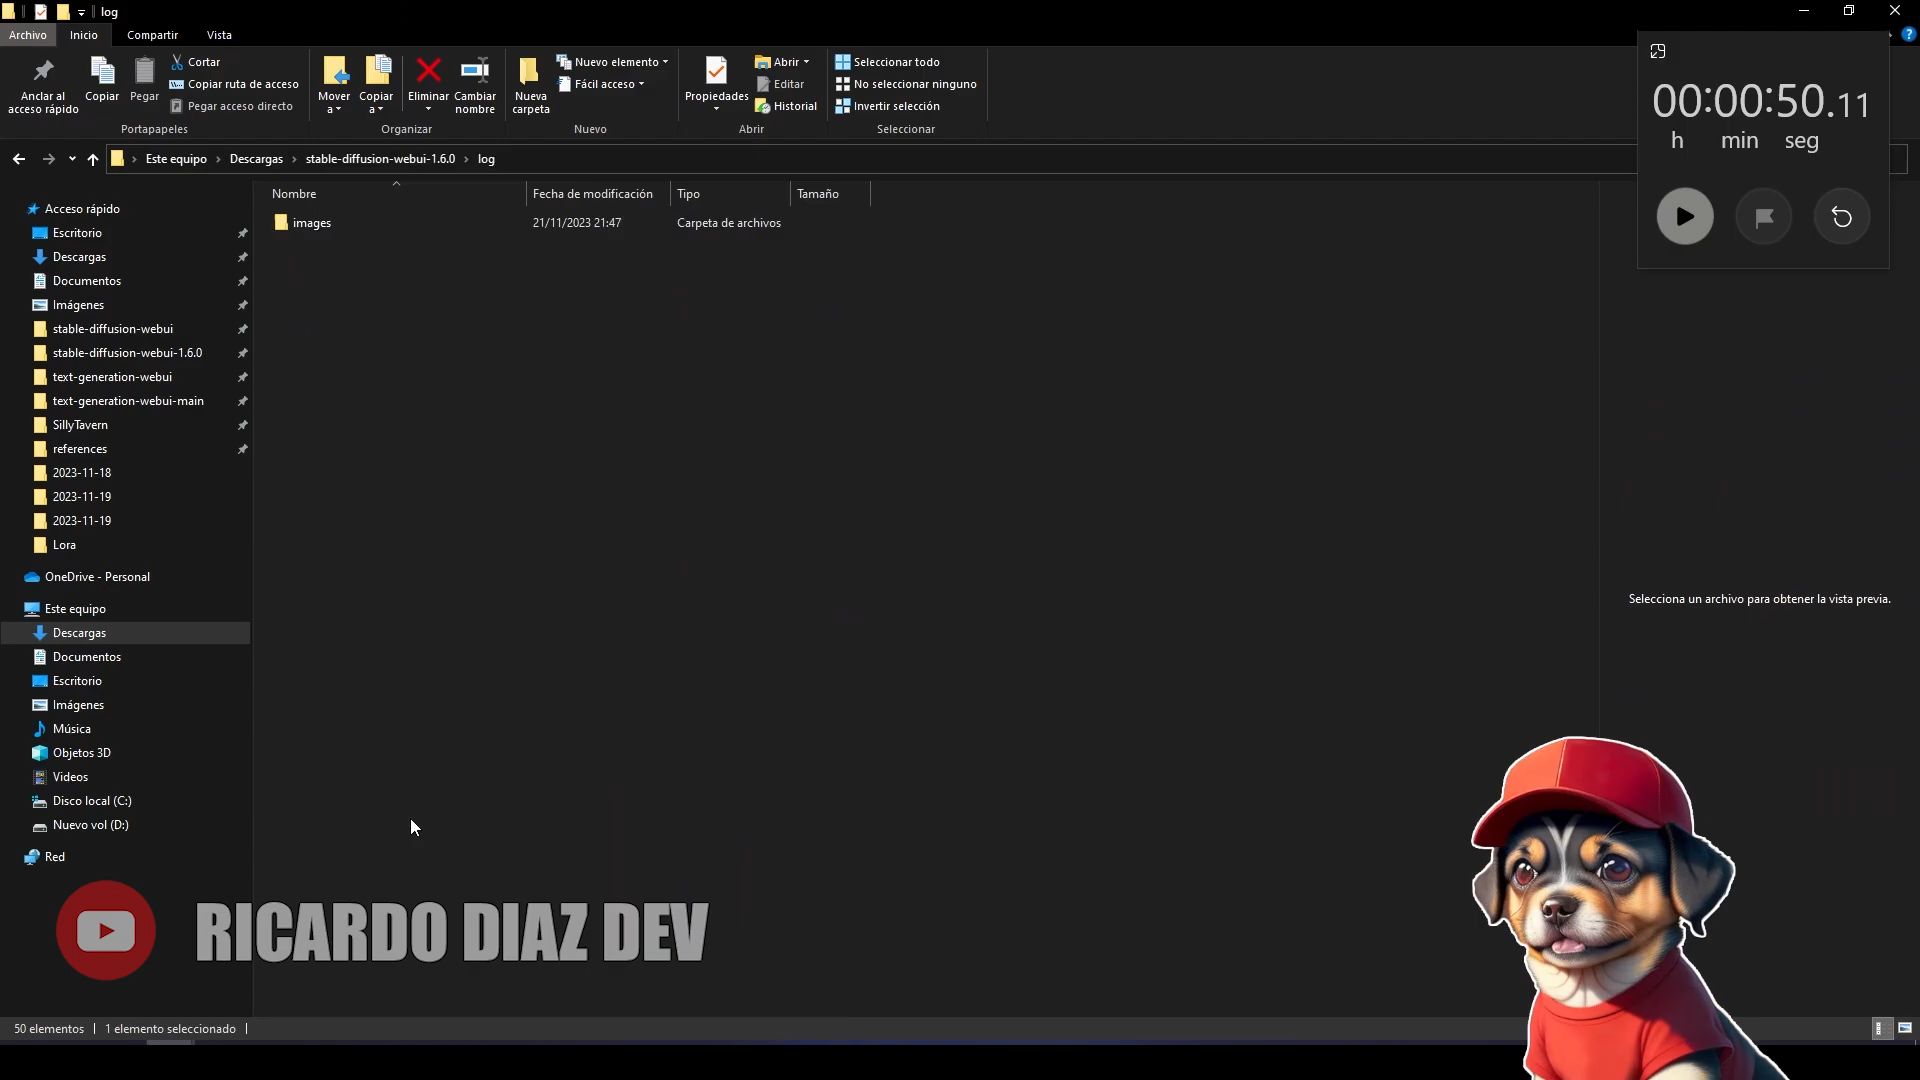 log
Archivo Inicio Compartir Vista
Anclar al
acceso rápido
Copiar
Pegar
Cortar
Copiar ruta de acceso
Pegar acceso directo
Portapapeles
Mover
a
Copiar
a
Eliminar
Cambiar
nombre
Organizar
Nueva
carpeta
Nuevo elemento
Fácil acceso
Nuevo
Propiedades
Abrir
Editar
Historial
Abrir
Seleccionar todo
No seleccionar ninguno
Invertir selección
Seleccionar
00:00:50.11
h min seg
Este equipo Descargas stable-diffusion-webui-1.6.0 log
Nombre Fecha de modificación Tipo Tamaño
images 21/11/2023 21:47 Carpeta de archivos
Acceso rápido
Escritorio
Descargas
Documentos
Imágenes
stable-diffusion-webui
stable-diffusion-webui-1.6.0
text-generation-webui
text-generation-webui-main
SillyTavern
references
2023-11-18
2023-11-19
2023-11-19
Lora
OneDrive - Personal
Este equipo
Descargas
Documentos
Escritorio
Imágenes
Música
Objetos 3D
Videos
Disco local (C:)
Nuevo vol (D:)
Red
Selecciona un archivo para obtener la vista previa.
RICARDO DIAZ DEV
50 elementos 1 elemento seleccionado